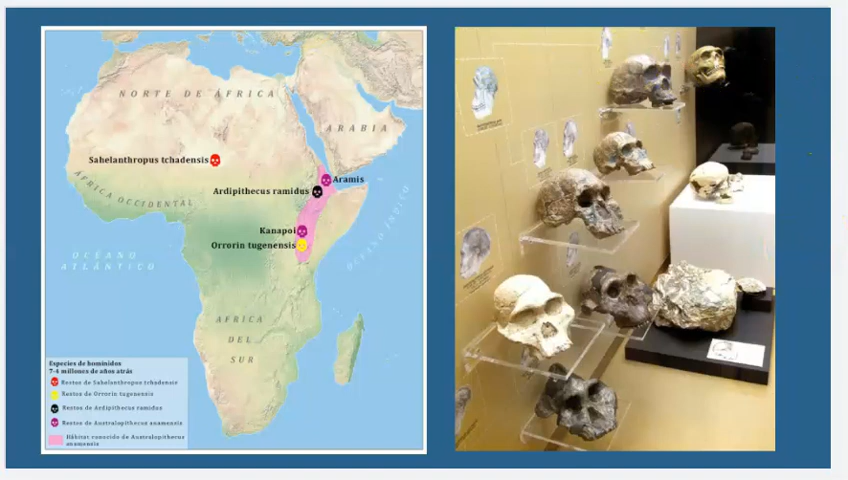 NORTE DE ÁFRICA
ARABIA
Sahelanthropus tchadensis
Aramis
Ardipithecus ramidus
ÁFRICA OCCIDENTAL
Kanapoi
Orrorin tugenensis
OCÉANO ÍNDICO
OCÉANO
ATLÁNTICO
AFRICA
DEL
SUR
Especies de homínidos
7-4 millones de años atrás
Restos de Sahelanthropus tchadensis
Restos de Orrorin tugenensis
Restos de Ardipithecus ramidus
Restos de Australopithecus anamensis
Hábitat conocido de Australopithecus
anamensis